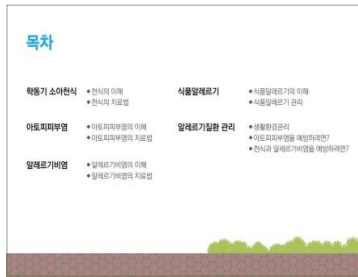 목차
학동기 소아천식
● 천식의 이해
● 천식의 치료법
아토피피부염
● 아토피피부염의 이해
● 아토피피부염의 치료법
알레르기비염
● 알레르기비염의 이해
● 알레르기비염의 치료법
식품알레르기
● 식품알레르기의 이해
● 식품알레르기 관리
알레르기질환 관리
● 생활환경관리
● 아토피피부염을 예방하려면?
● 천식과 알레르기비염을 예방하려면?